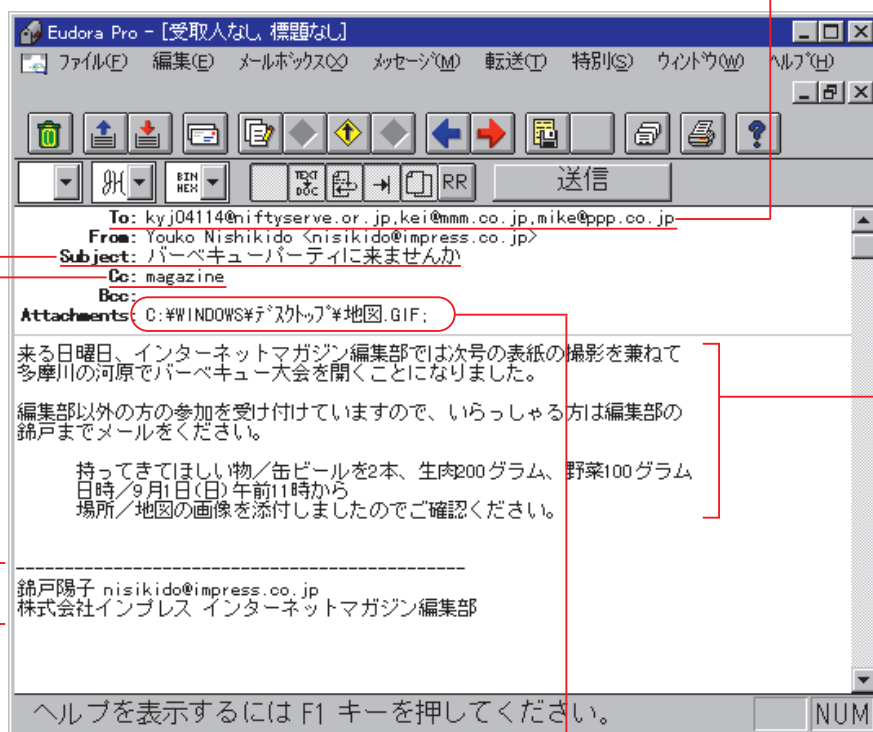 Eudora Pro - [受取人なし, 標題なし]
ファイル(F) 編集(E) メールボックス(X) メッセージ(M) 転送(T) 特別(S) ウィンドウ(W) ヘルプ(H)
BIN HEX TEXT DOC RR 送信
To: kyj04114@niftyserve.or.jp,kei@mmm.co.jp,mike@ppp.co.jp
From: Youko Nishikido <nisikido@impress.co.jp>
Subject: バーベキューパーティに来ませんか
Cc: magazine
Bcc:
Attachments: C:¥WINDOWS¥デスクトップ¥地図.GIF;
来る日曜日、インターネットマガジン編集部では次号の表紙の撮影を兼ねて
多摩川の河原でバーベキュー大会を開くことになりました。
編集部以外の方の参加を受け付けていますので、いらっしゃる方は編集部の
錦戸までメールをください。
持ってきてほしい物／缶ビールを2本、生肉200グラム、野菜100グラム
日時／9月1日(日)午前11時から
場所／地図の画像を添付しましたのでご確認ください。
----------------------------------------------
錦戸陽子 nisikido@impress.co.jp
株式会社インプレス インターネットマガジン編集部
ヘルプを表示するには F1 キーを押してください。 NUM